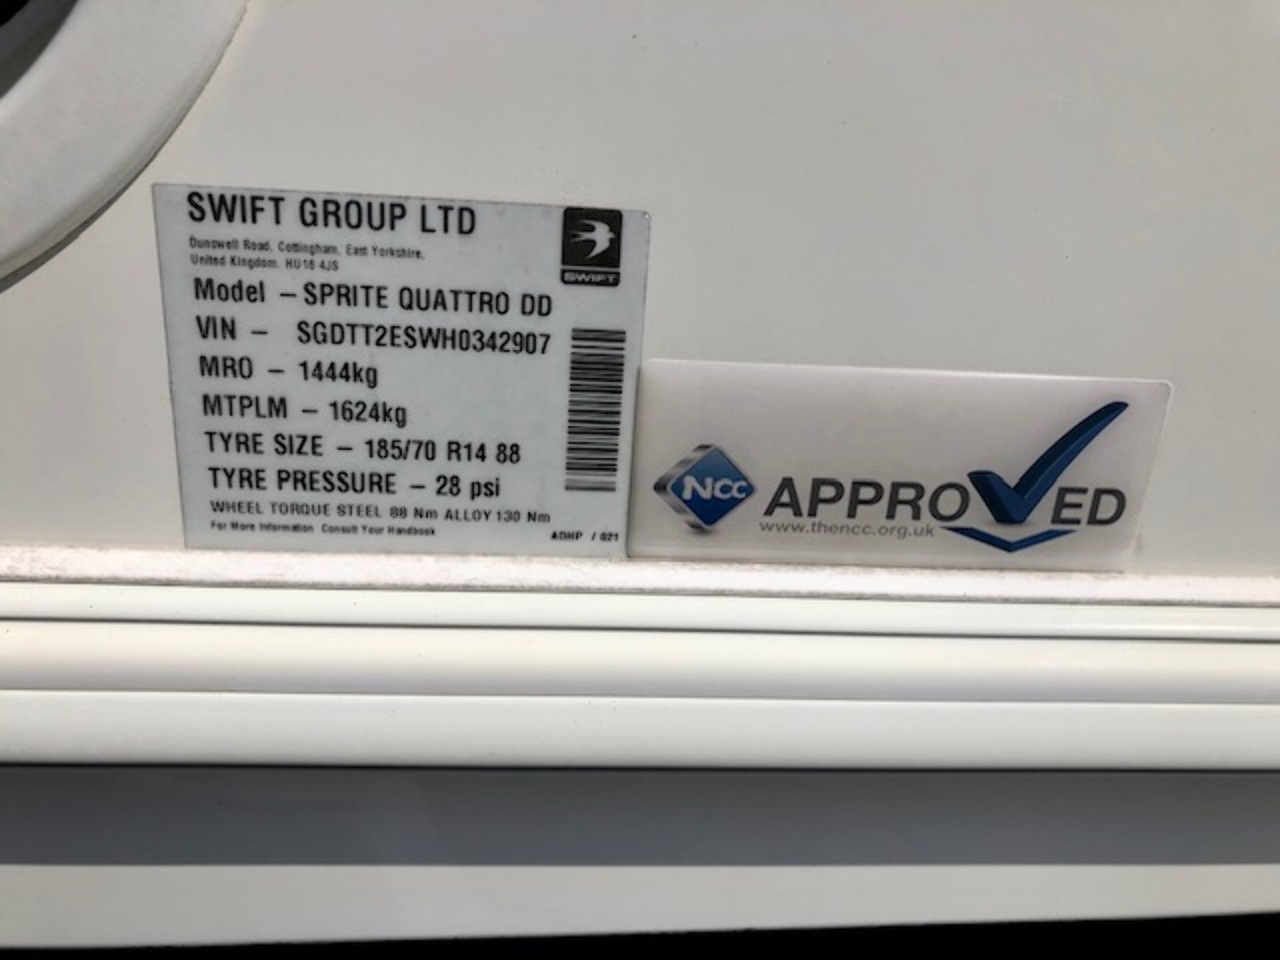 SWIFT GROUP LTD
Dunswell Road, Cottingham, East Yorkshire,
United Kingdom. HU16 4JS
SWIFT
Model – SPRITE QUATTRO DD
VIN – SGDTT2ESWH0342907
MRO – 1444kg
MTPLM – 1624kg
TYRE SIZE – 185/70 R14 88
TYRE PRESSURE – 28 psi
WHEEL TORQUE STEEL 88 Nm ALLOY 130 Nm
For More Information Consult Your Handbook
ADHP / 021
NCC APPROVED
www.thencc.org.uk